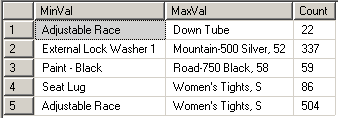 MinVal MaxVal Count
1 Adjustable Race Down Tube 22
2 External Lock Washer 1 Mountain-500 Silver, 52 337
3 Paint - Black Road-750 Black, 58 59
4 Seat Lug Women's Tights, S 86
5 Adjustable Race Women's Tights, S 504